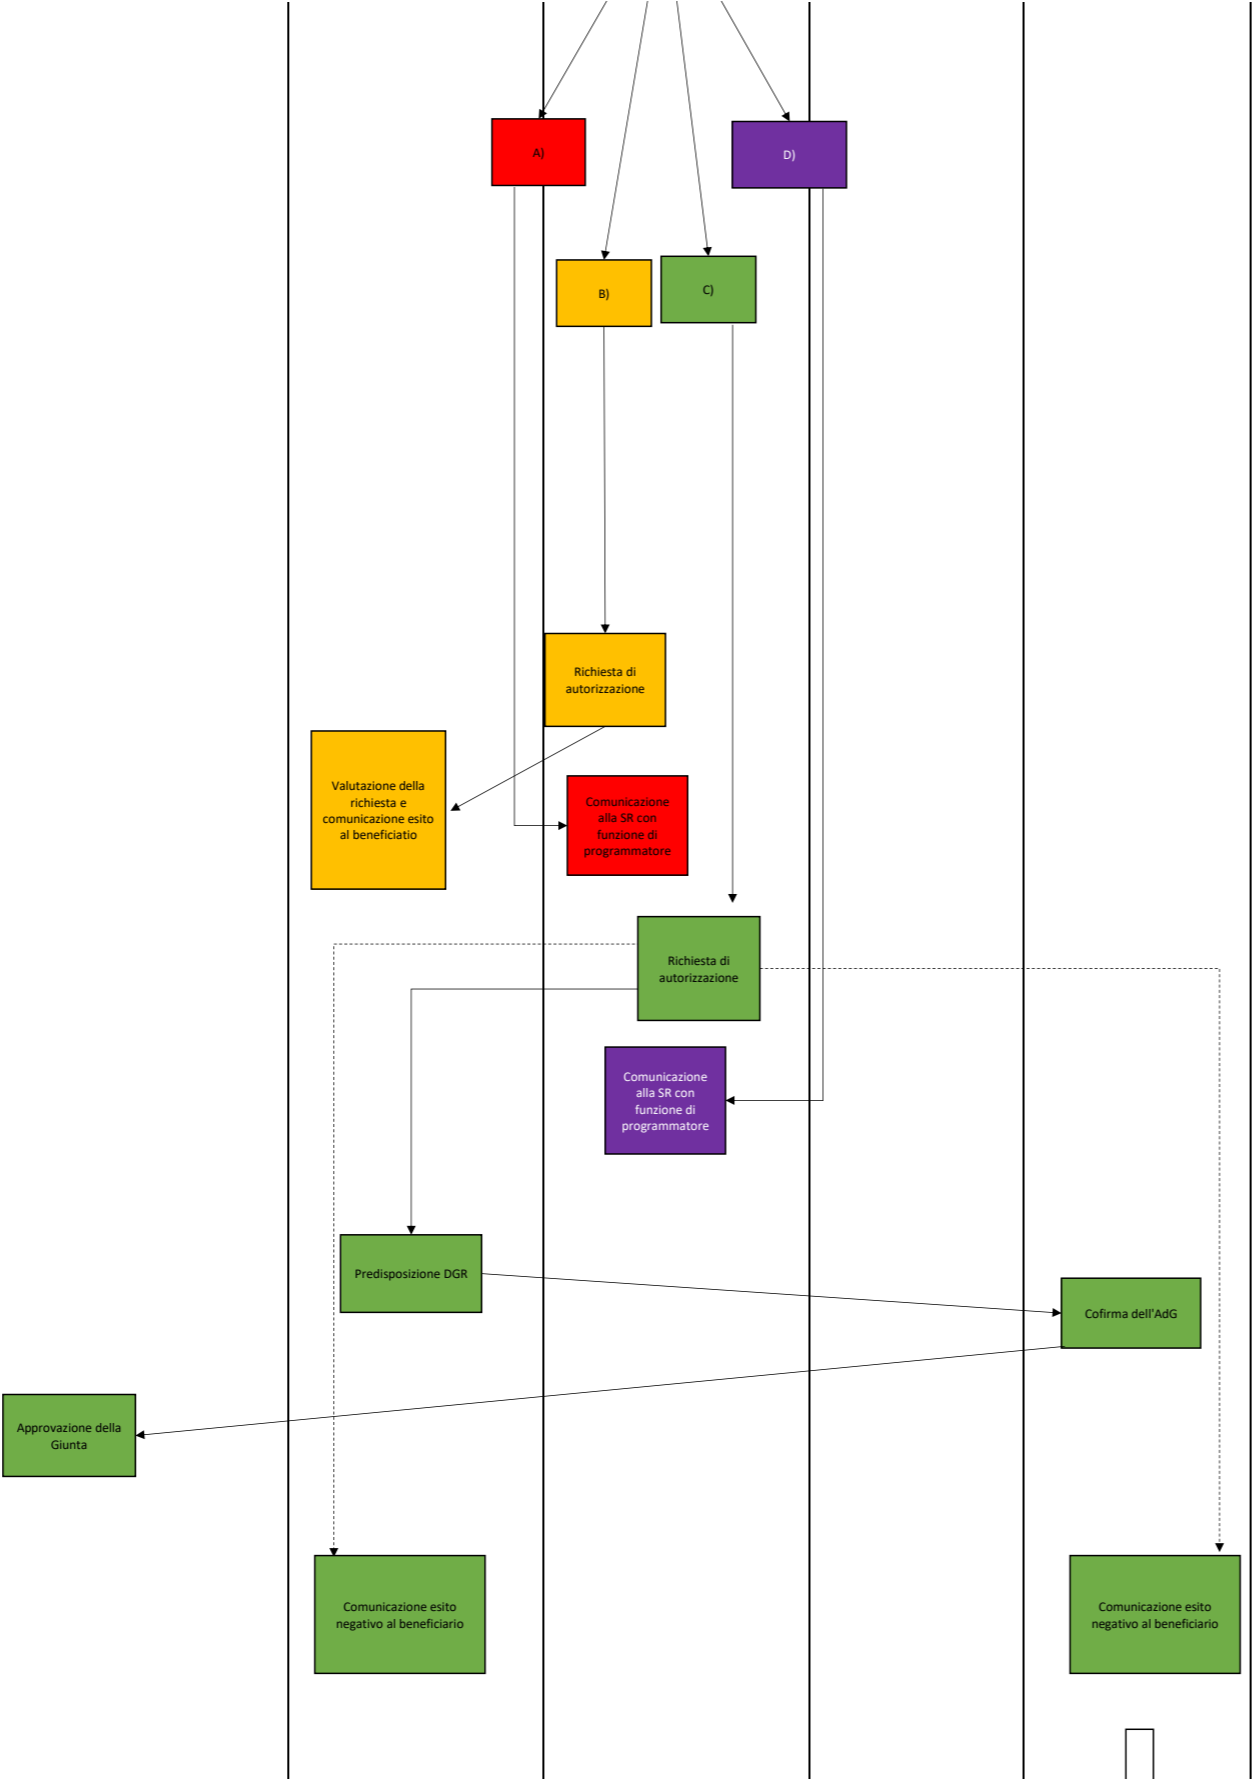 A)
D)
B)
C)
Richiesta di
autorizzazione
Valutazione della
richiesta e
comunicazione esito
al beneficiatio
Comunicazione
alla SR con
funzione di
programmatore
Richiesta di
autorizzazione
Comunicazione
alla SR con
funzione di
programmatore
Predisposizione DGR
Cofirma dell'AdG
Approvazione della
Giunta
Comunicazione esito
negativo al beneficiario
Comunicazione esito
negativo al beneficiario